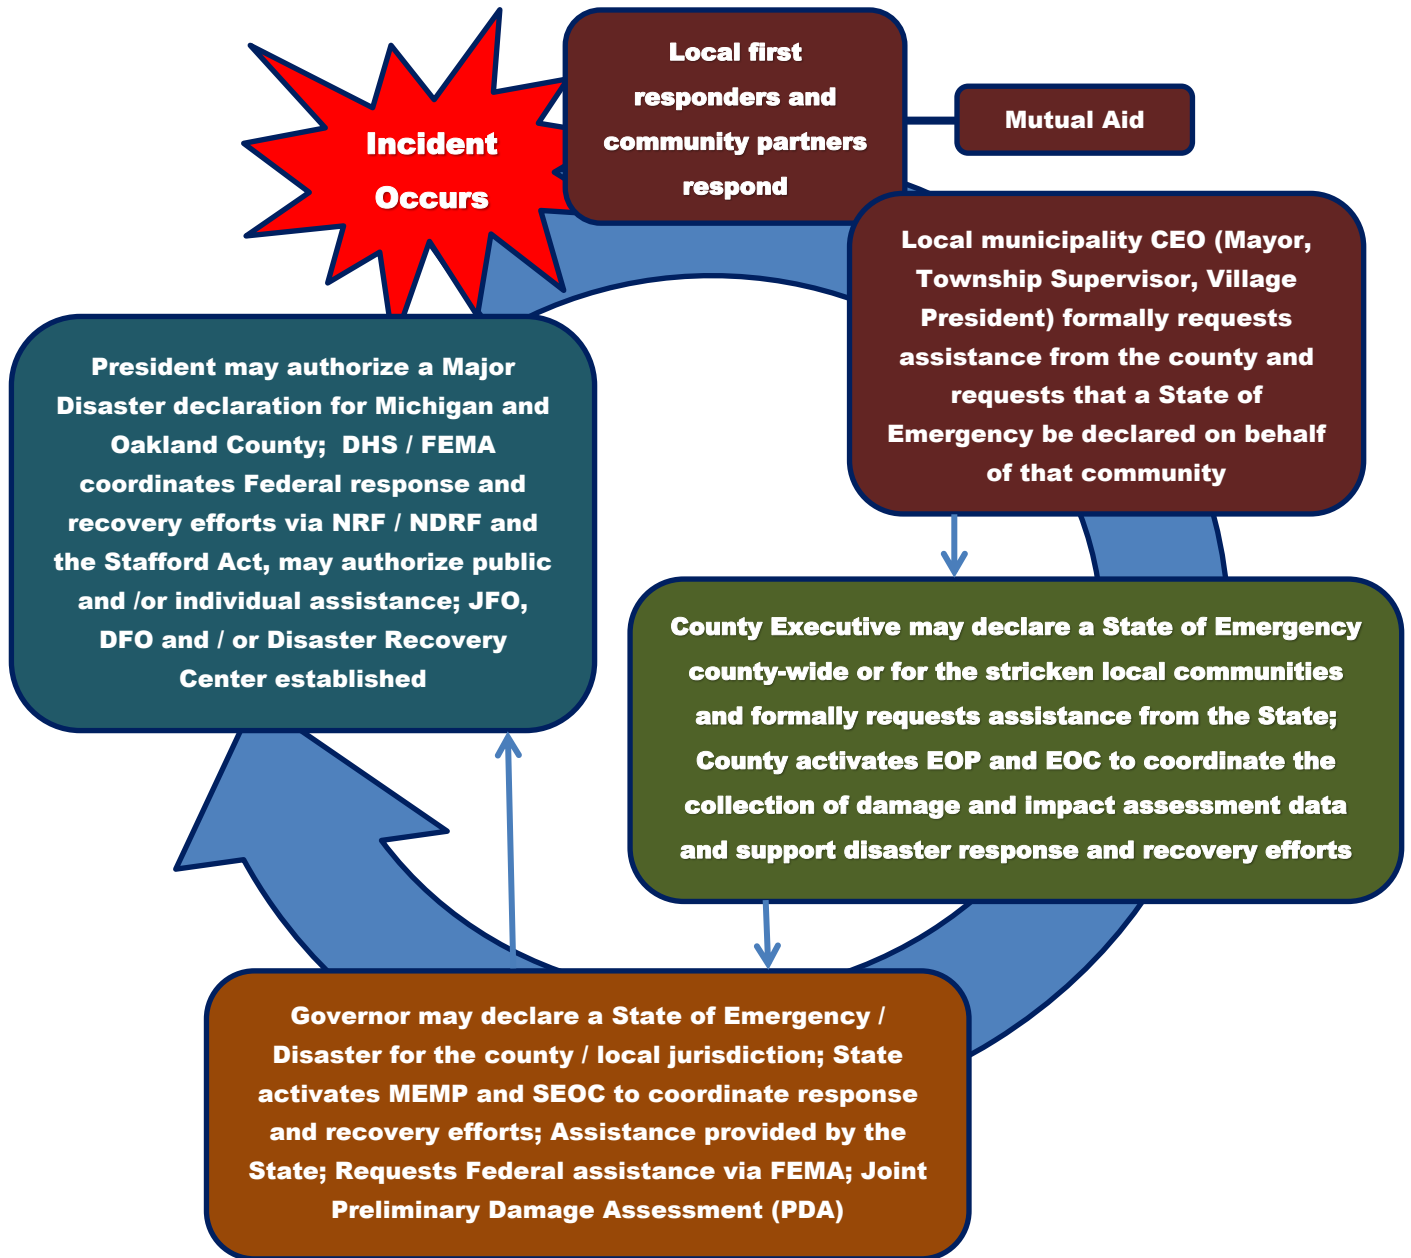 Incident
Occurs
Local first
responders and
community partners
respond
Mutual Aid
Local municipality CEO (Mayor,
Township Supervisor, Village
President) formally requests
assistance from the county and
requests that a State of
Emergency be declared on behalf
of that community
County Executive may declare a State of Emergency
county-wide or for the stricken local communities
and formally requests assistance from the State;
County activates EOP and EOC to coordinate the
collection of damage and impact assessment data
and support disaster response and recovery efforts
Governor may declare a State of Emergency /
Disaster for the county / local jurisdiction; State
activates MEMP and SEOC to coordinate response
and recovery efforts; Assistance provided by the
State; Requests Federal assistance via FEMA; Joint
Preliminary Damage Assessment (PDA)
President may authorize a Major
Disaster declaration for Michigan and
Oakland County;  DHS / FEMA
coordinates Federal response and
recovery efforts via NRF / NDRF and
the Stafford Act, may authorize public
and /or individual assistance; JFO,
DFO and / or Disaster Recovery
Center established